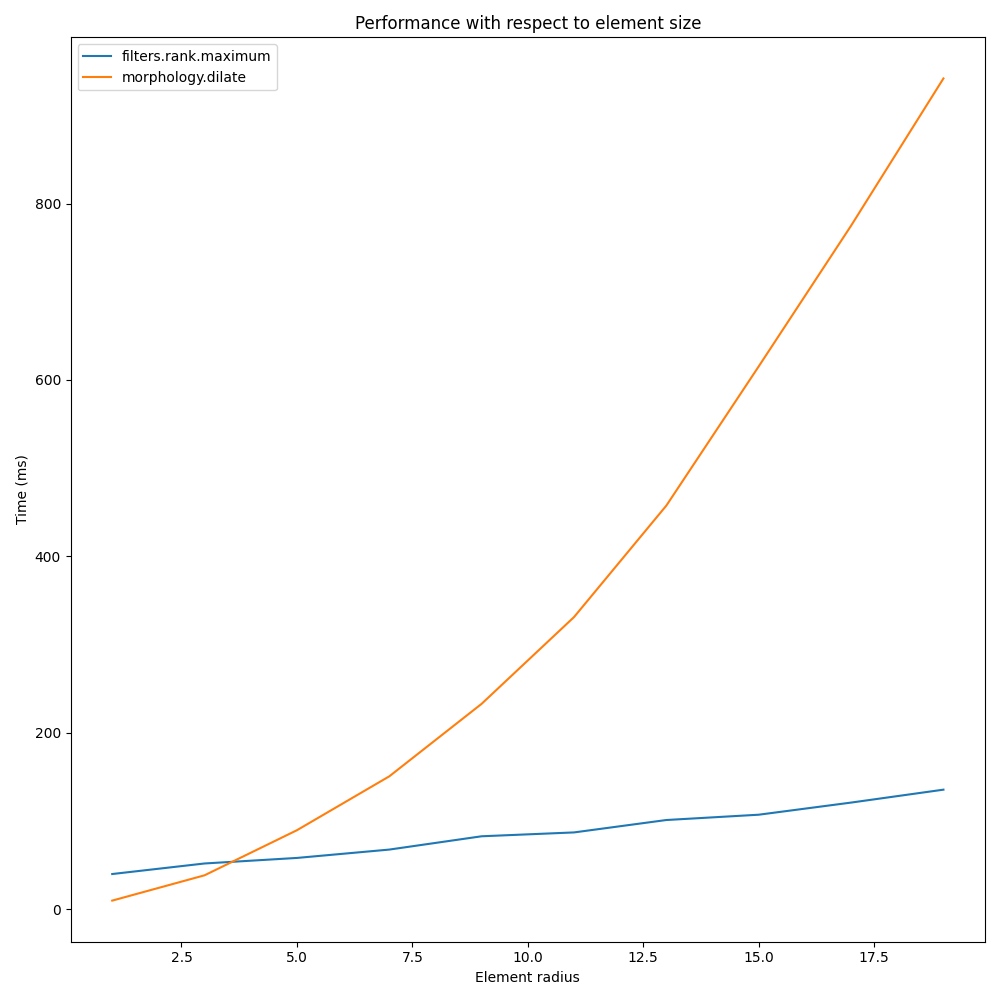 Performance with respect to element size
filters.rank.maximum
morphology.dilate
Time (ms)
800
600
400
200
0
2.5
5.0
7.5
10.0
12.5
15.0
17.5
Element radius